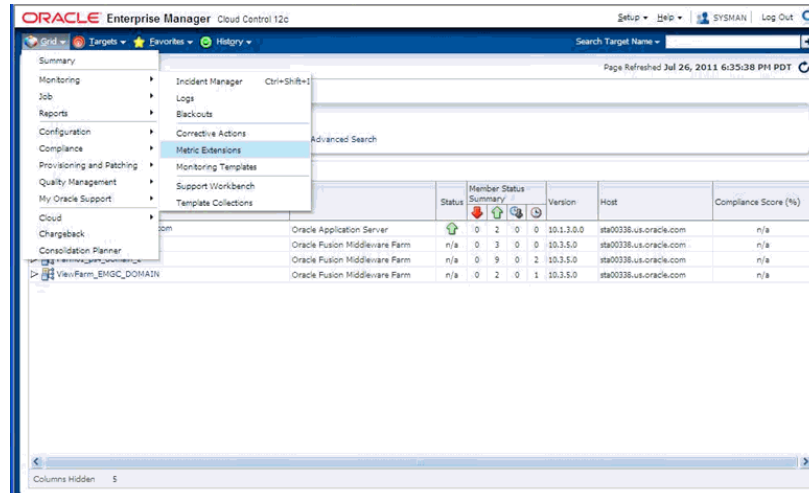 ORACLE Enterprise Manager Cloud Control 12c
Setup Help SYSMAN Log Out
Grid Targets Favorites History Search Target Name
Page Refreshed Jul 26, 2011 6:35:38 PM PDT
Summary
Monitoring
Job
Reports
Configuration
Compliance
Provisioning and Patching
Quality Management
My Oracle Support
Cloud
Chargeback
Consolidation Planner
Incident Manager Ctrl+Shift+I
Logs
Blackouts
Corrective Actions
Metric Extensions
Monitoring Templates
Support Workbench
Template Collections
Advanced Search
Status Member Status Summary Version Host Compliance Score (%)
com Oracle Application Server 0 2 0 0 10.1.3.0.0 sta00338.us.oracle.com n/a
Oracle Fusion Middleware Farm n/a 0 3 0 0 10.3.5.0 sta00338.us.oracle.com n/a
Oracle Fusion Middleware Farm n/a 0 9 0 2 10.3.5.0 sta00338.us.oracle.com n/a
ViewFarm_EMGC_DOMAIN Oracle Fusion Middleware Farm n/a 0 2 0 1 10.3.5.0 sta00338.us.oracle.com n/a
Columns Hidden 5